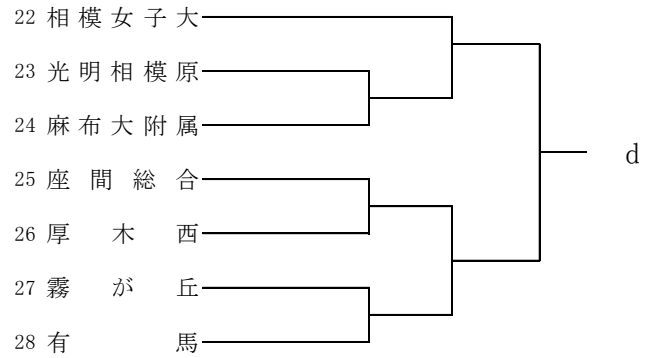 22 相模女子大
23 光明相模原
24 麻布大附属
25 座間総合
26 厚木西
27 霧が丘
28 有馬
d